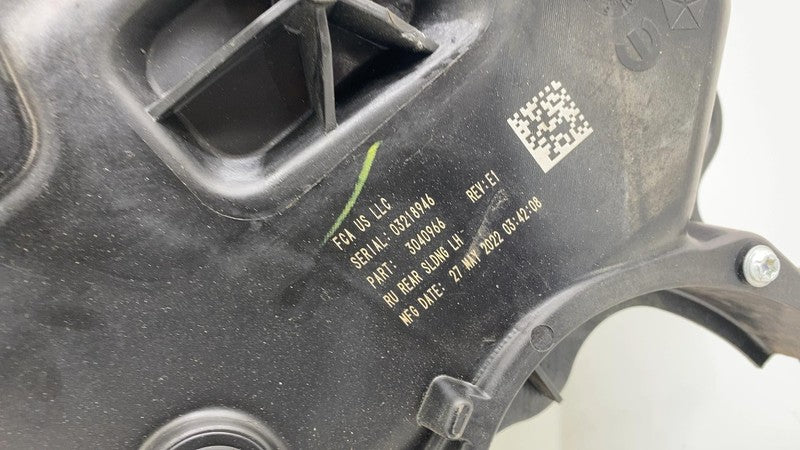 FCA US LLC
SERIAL: 03218946 REV: E1
PART: 3040966
RU REAR SLDNG LH
MFG DATE: 27 MAY 2022 03:42:08